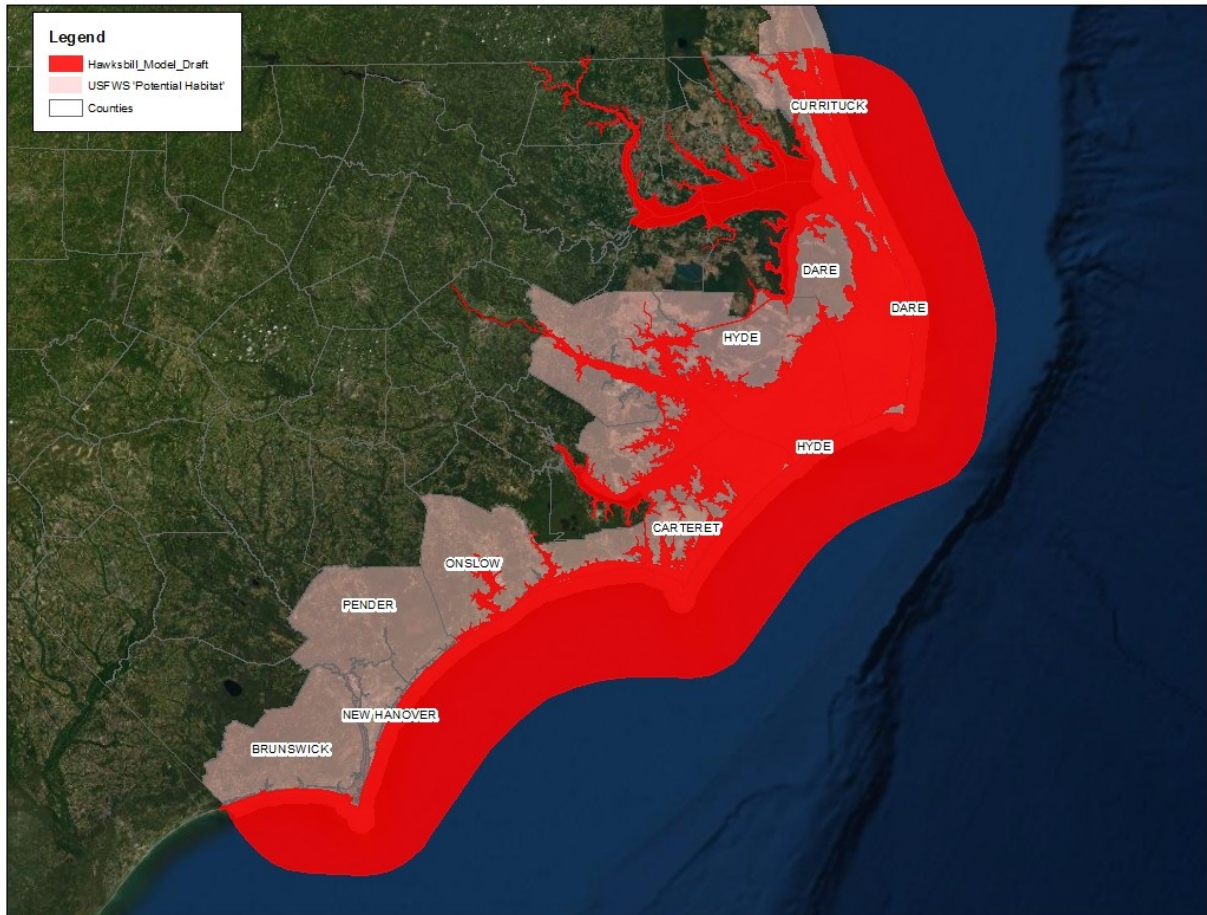 Legend
Hawksbill_Model_Draft
USFWS 'Potential Habitat'
Counties
CURRITUCK
DARE
DARE
HYDE
HYDE
CARTERET
ONSLOW
PENDER
NEW HANOVER
BRUNSWICK